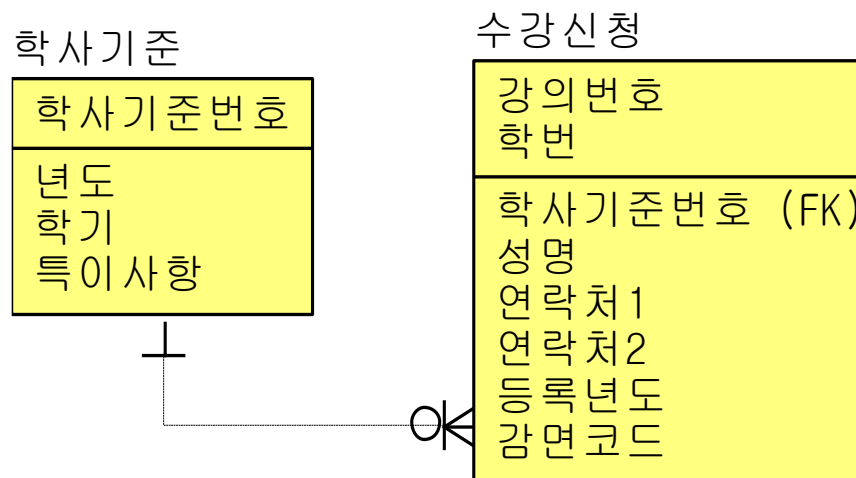 학사기준
학사기준번호
년도
학기
특이사항
수강신청
강의번호
학번
학사기준번호 (FK)
성명
연락처1
연락처2
등록년도
감면코드